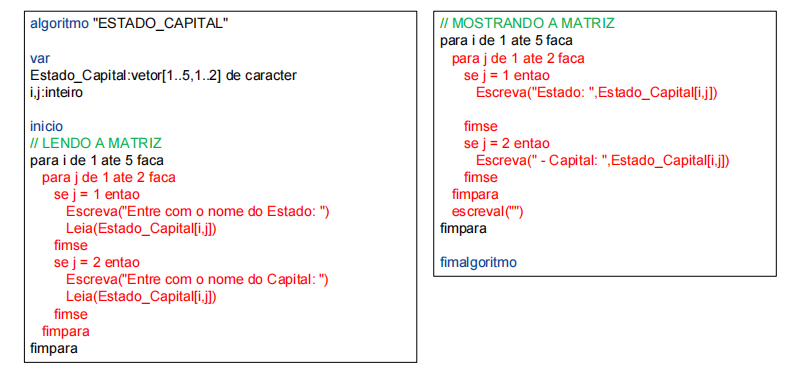 algoritmo "ESTADO_CAPITAL"
var
Estado_Capital:vetor[1..5,1..2] de caracter
i,j:inteiro
inicio
// LENDO A MATRIZ
para i de 1 ate 5 faca
para j de 1 ate 2 faca
se j = 1 entao
Escreva("Entre com o nome do Estado: ")
Leia(Estado_Capital[i,j])
fimse
se j = 2 entao
Escreva("Entre com o nome do Capital: ")
Leia(Estado_Capital[i,j])
fimse
fimpara
fimpara
// MOSTRANDO A MATRIZ
para i de 1 ate 5 faca
para j de 1 ate 2 faca
se j = 1 entao
Escreva("Estado: ",Estado_Capital[i,j])
fimse
se j = 2 entao
Escreva(" - Capital: ",Estado_Capital[i,j])
fimse
fimpara
escreval("")
fimpara
fimalgoritmo